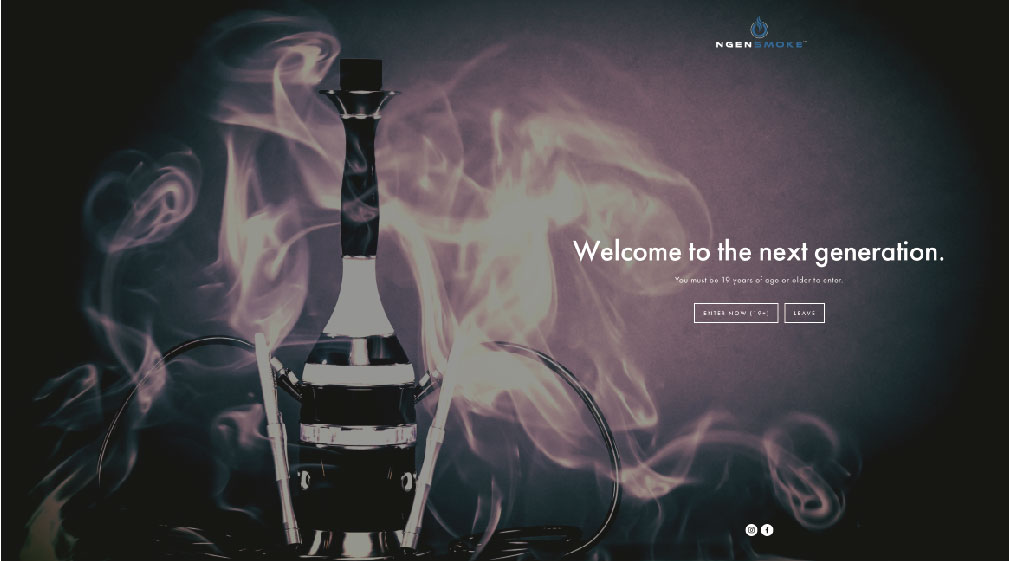 NGENSMOKE™
Welcome to the next generation.
You must be 19 years of age or older to enter.
ENTER NOW (19+) LEAVE